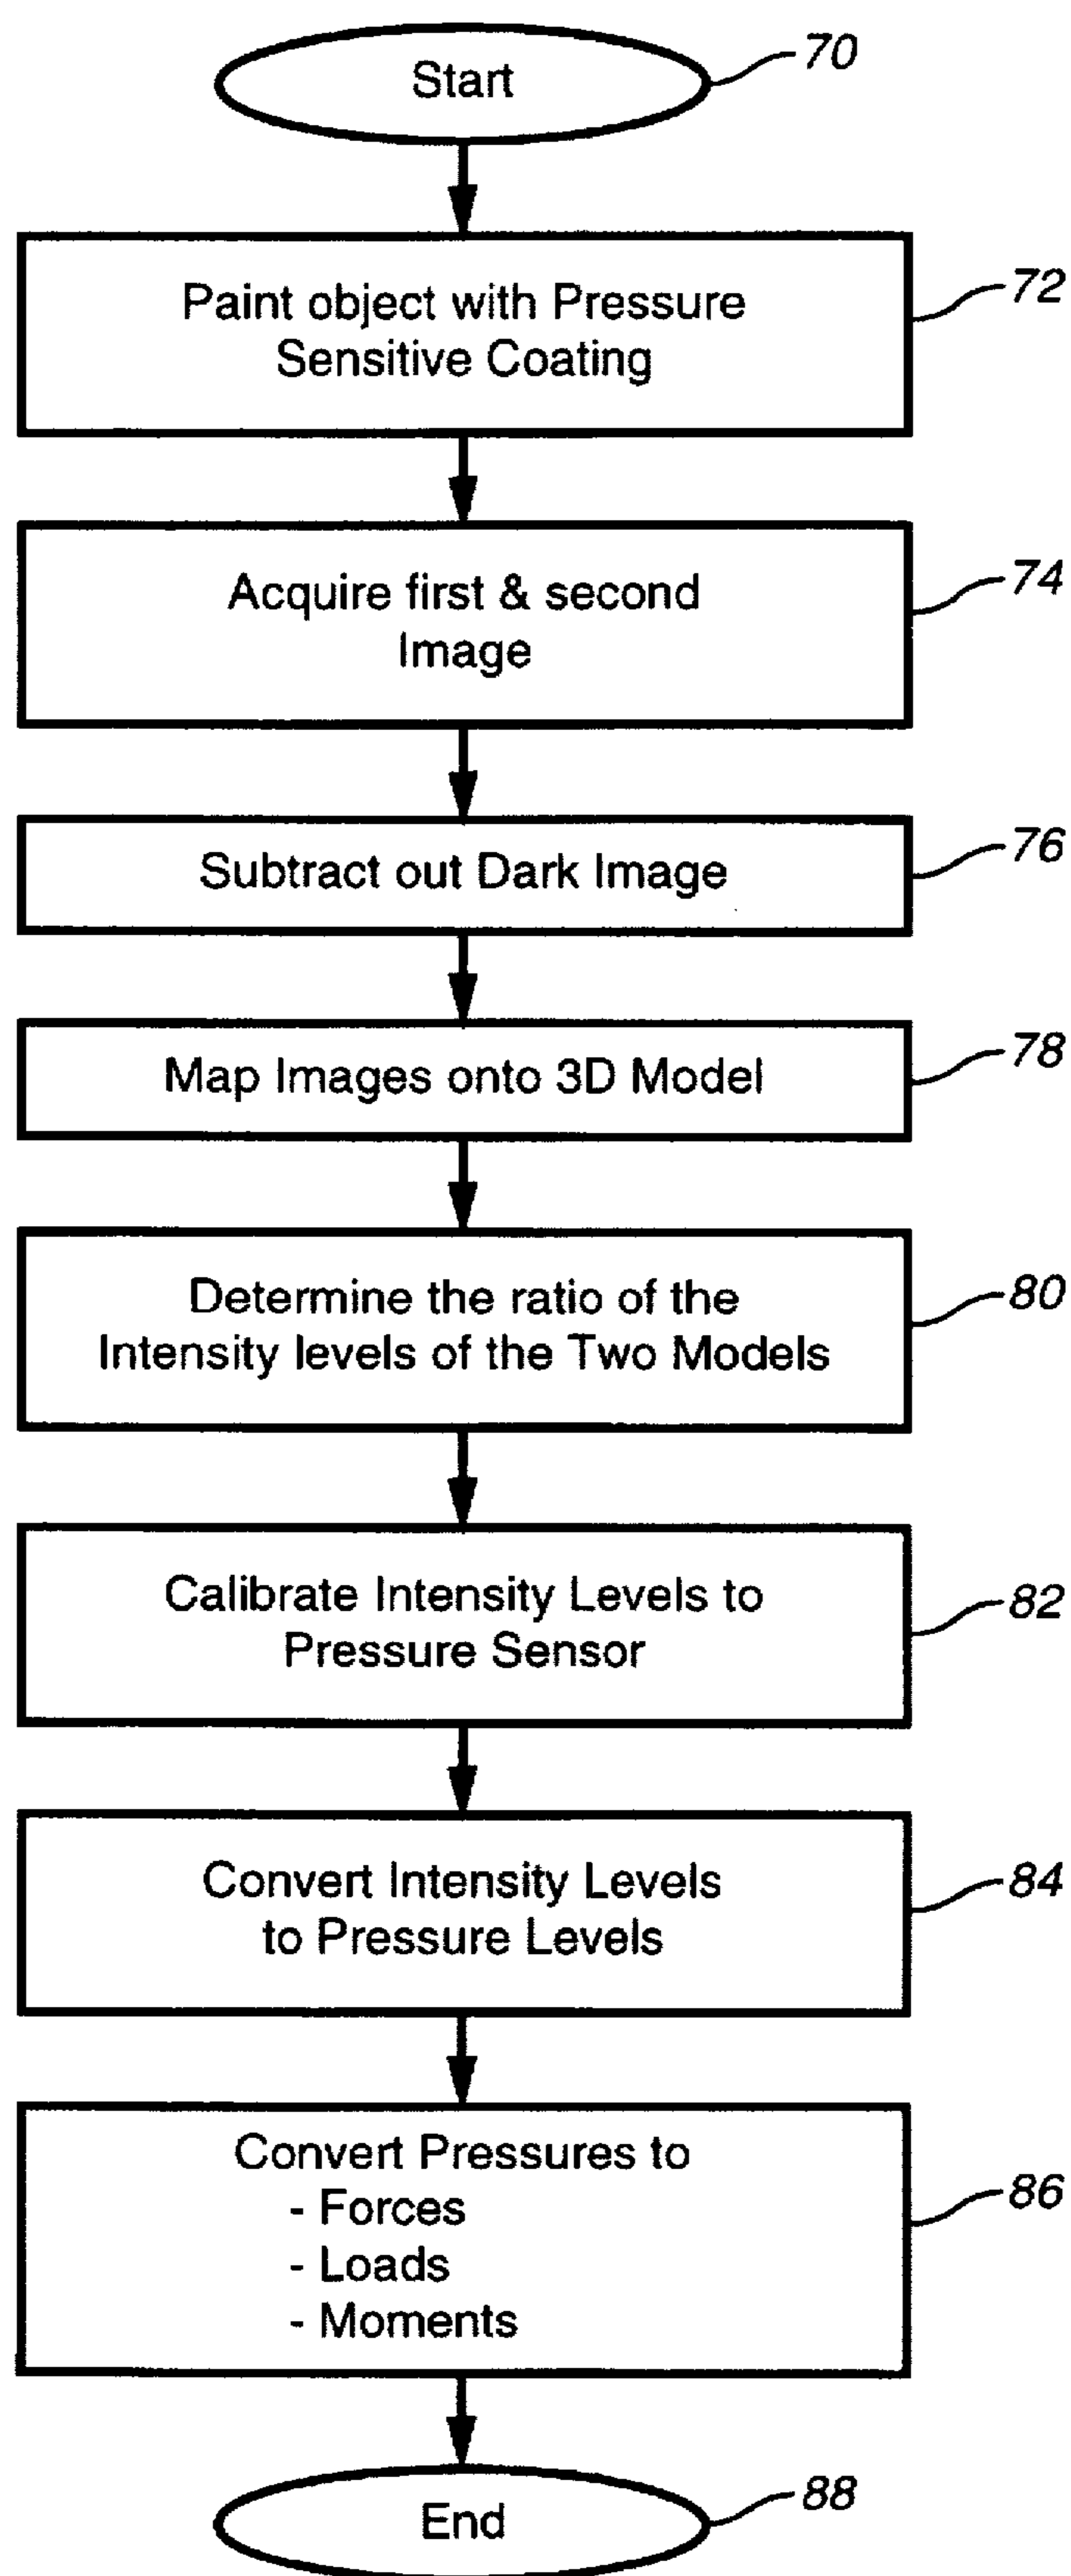 Start
70
Paint object with Pressure
Sensitive Coating
72
Acquire first & second
Image
74
Subtract out Dark Image
76
Map Images onto 3D Model
78
Determine the ratio of the
Intensity levels of the Two Models
80
Calibrate Intensity Levels to
Pressure Sensor
82
Convert Intensity Levels
to Pressure Levels
84
Convert Pressures to
- Forces
- Loads
- Moments
86
End
88